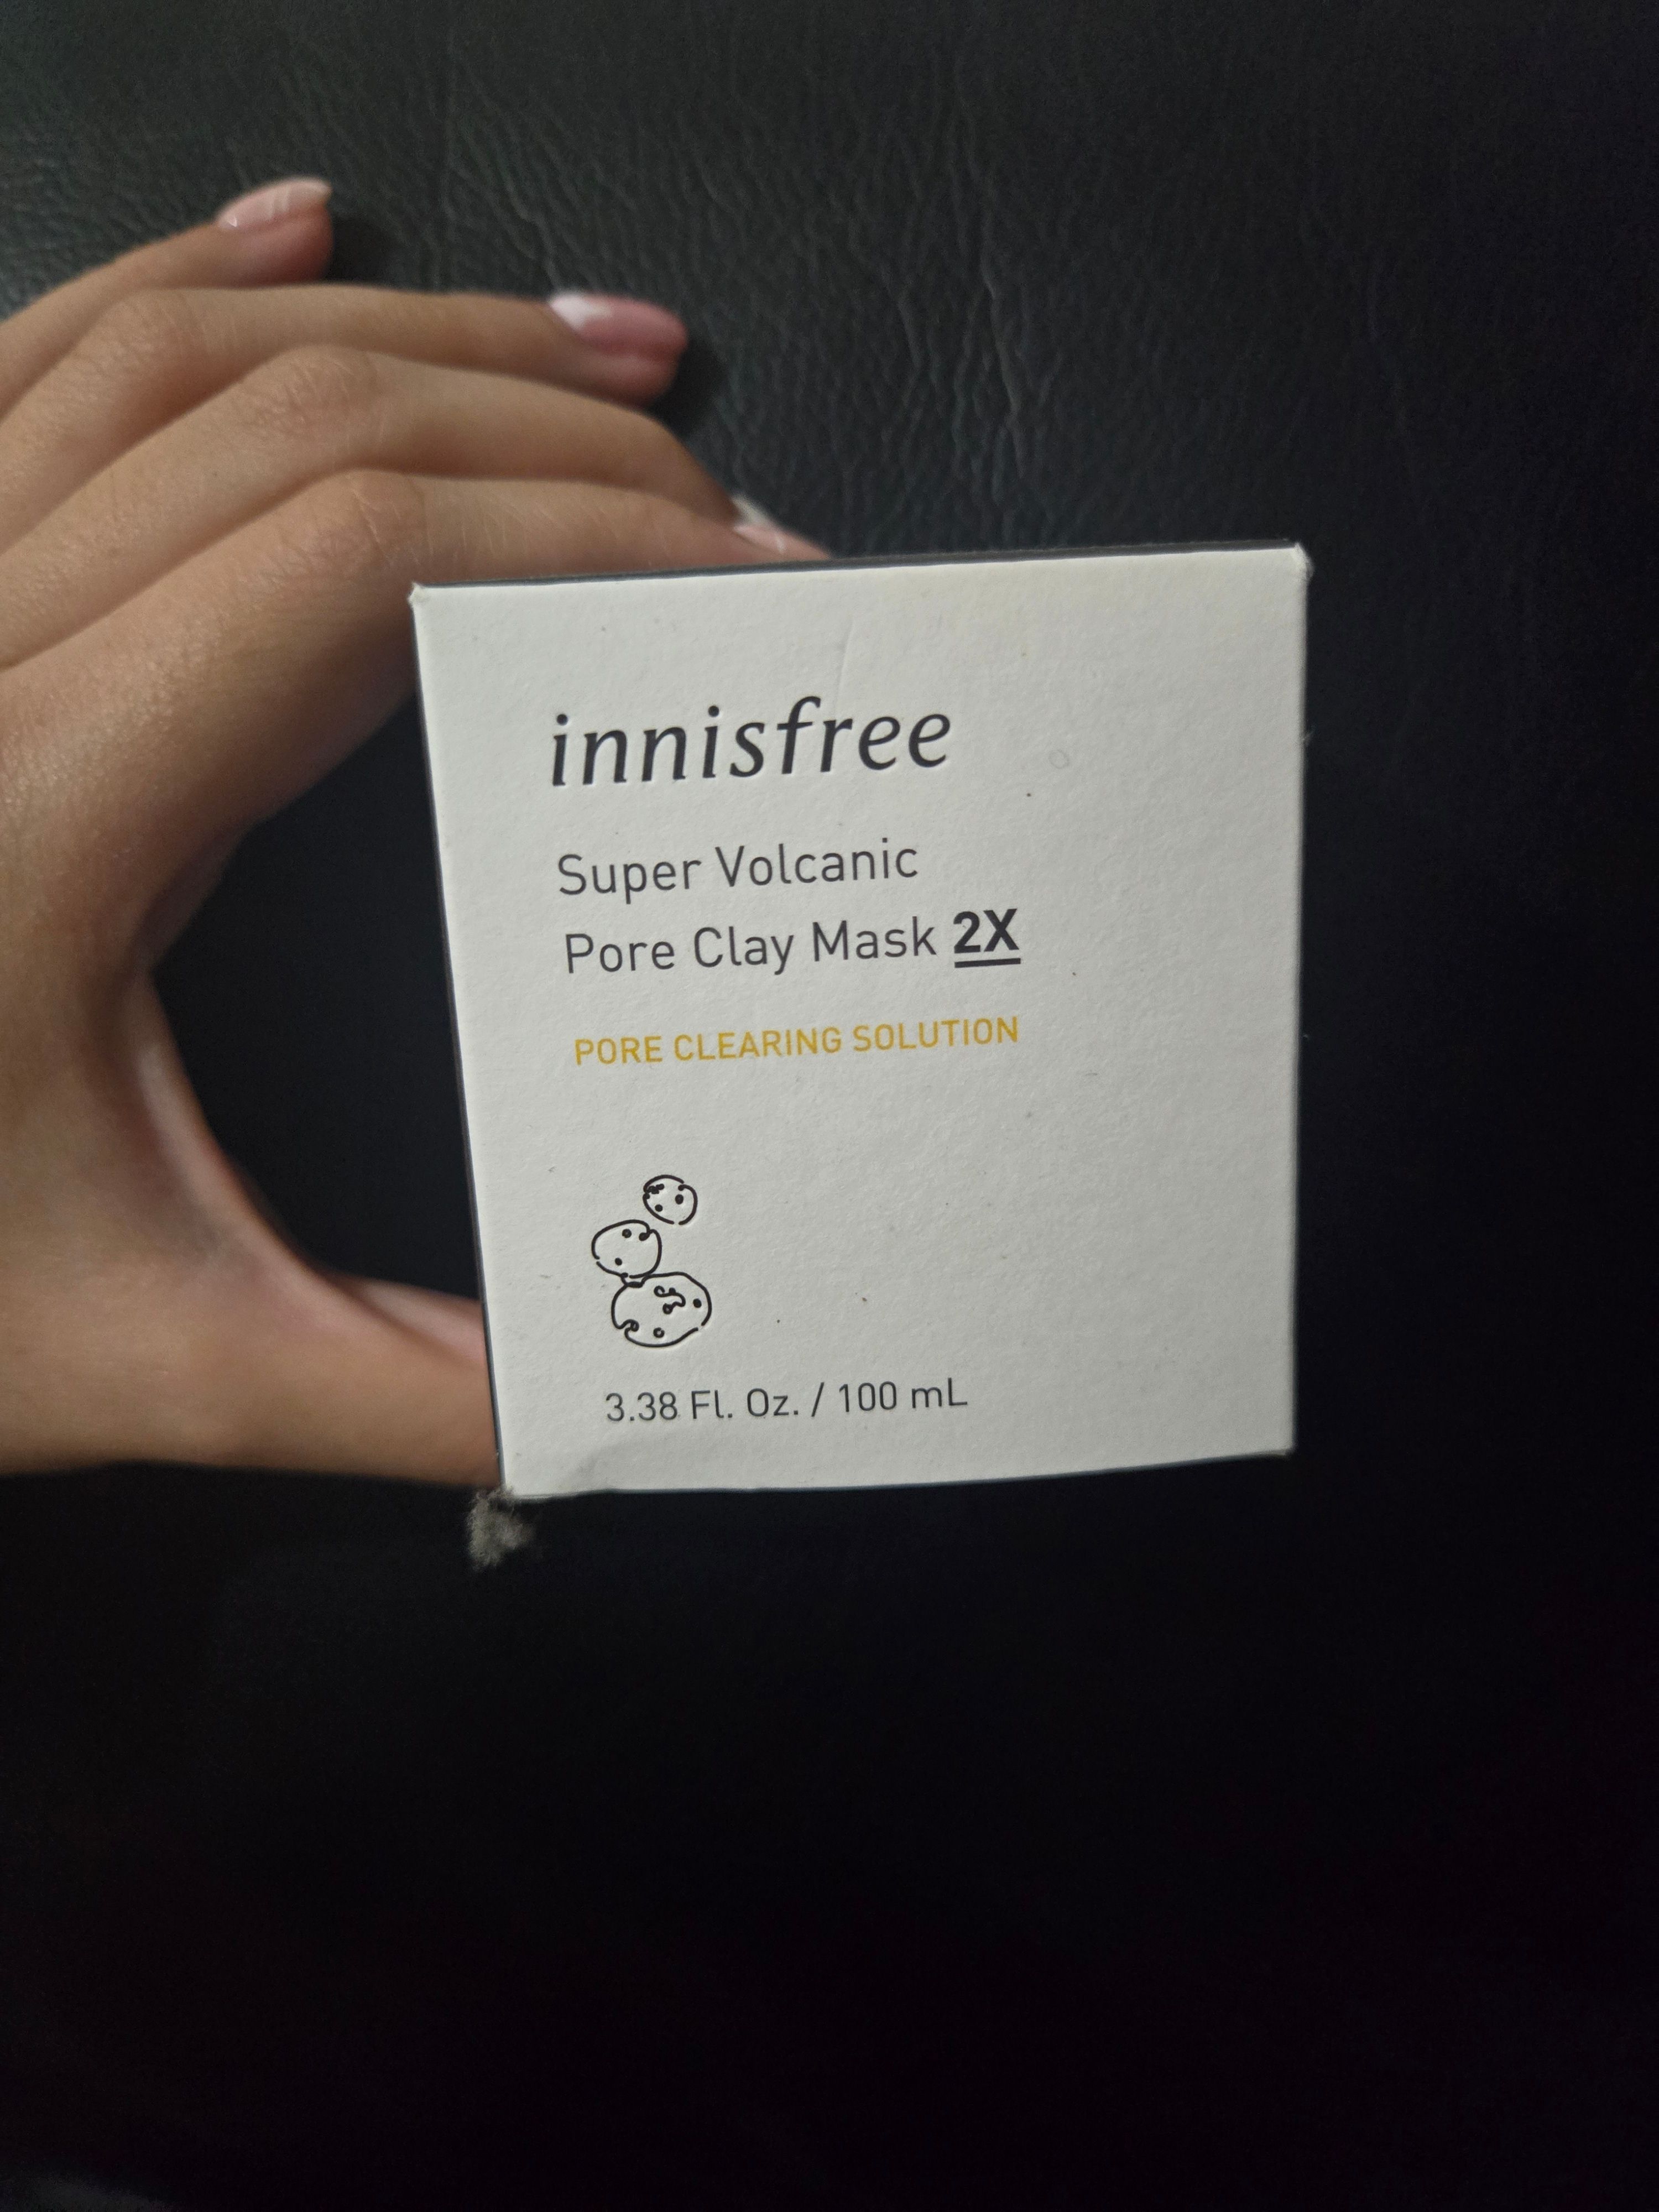 innisfree
Super Volcanic
Pore Clay Mask 2X
PORE CLEARING SOLUTION
3.38 Fl. Oz. / 100 mL